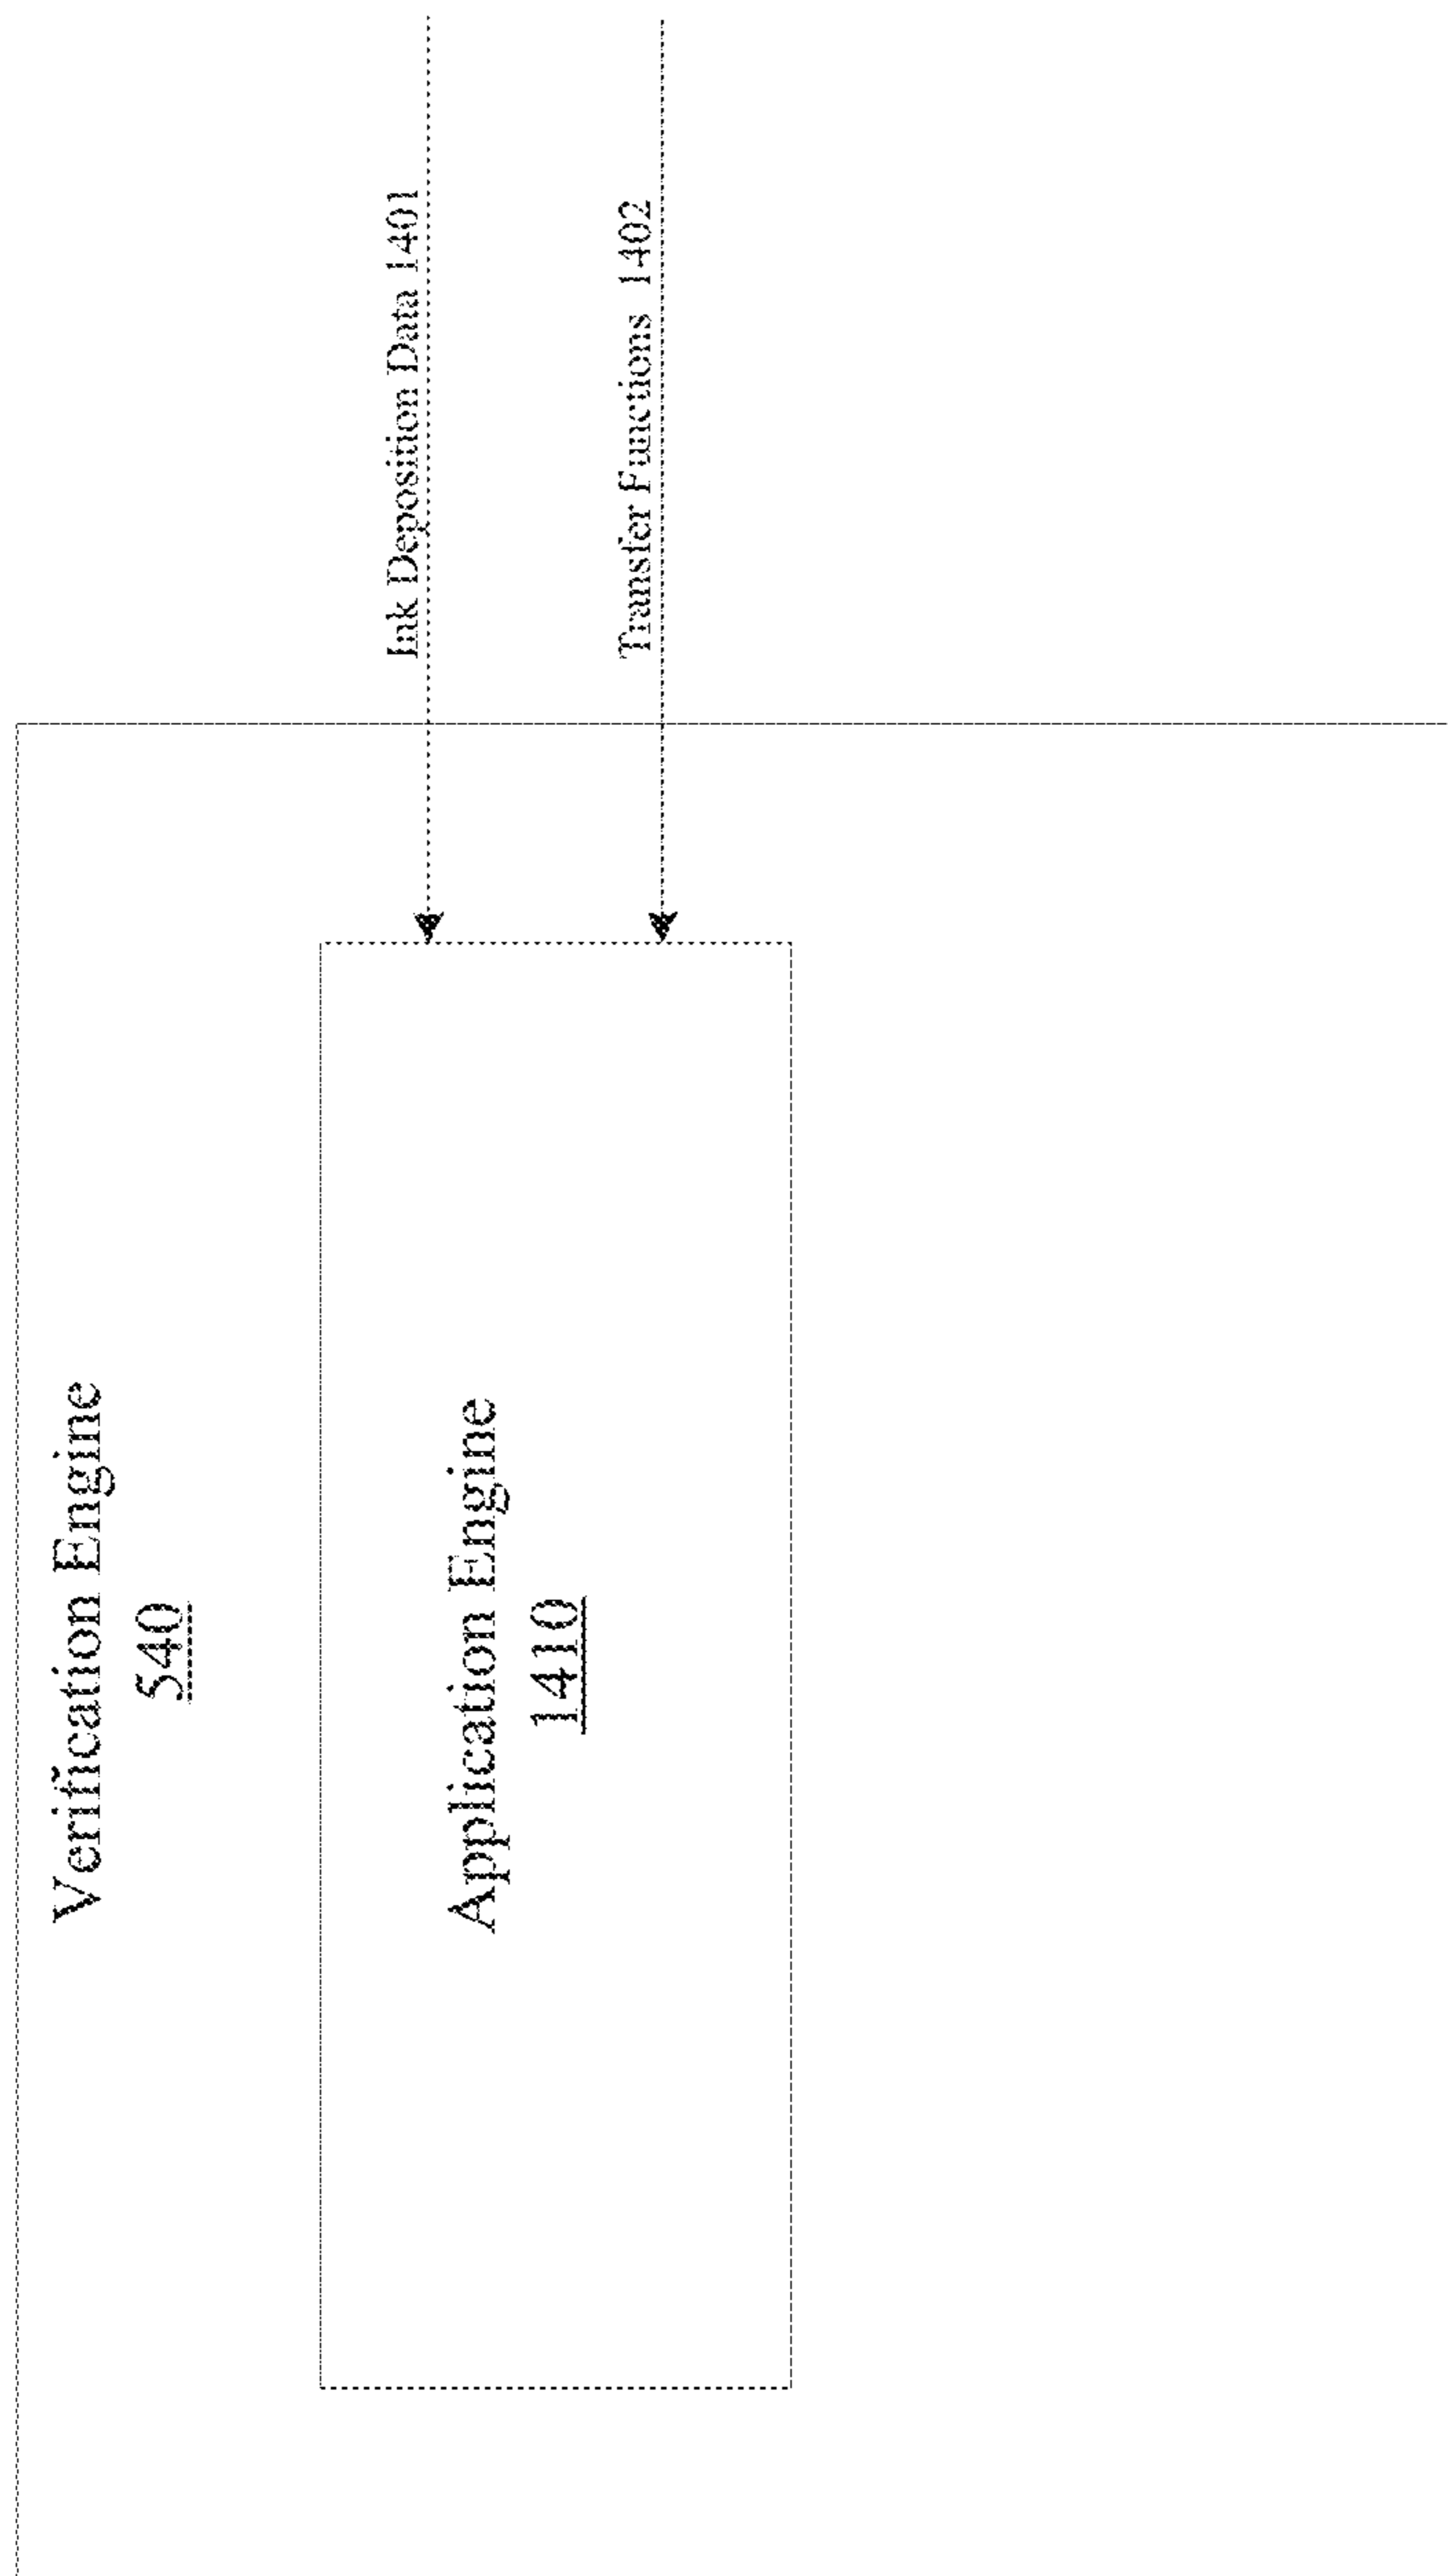 Verification Engine
540
Ink Deposition Data 1401
Application Engine
1410
Transfer Functions 1402